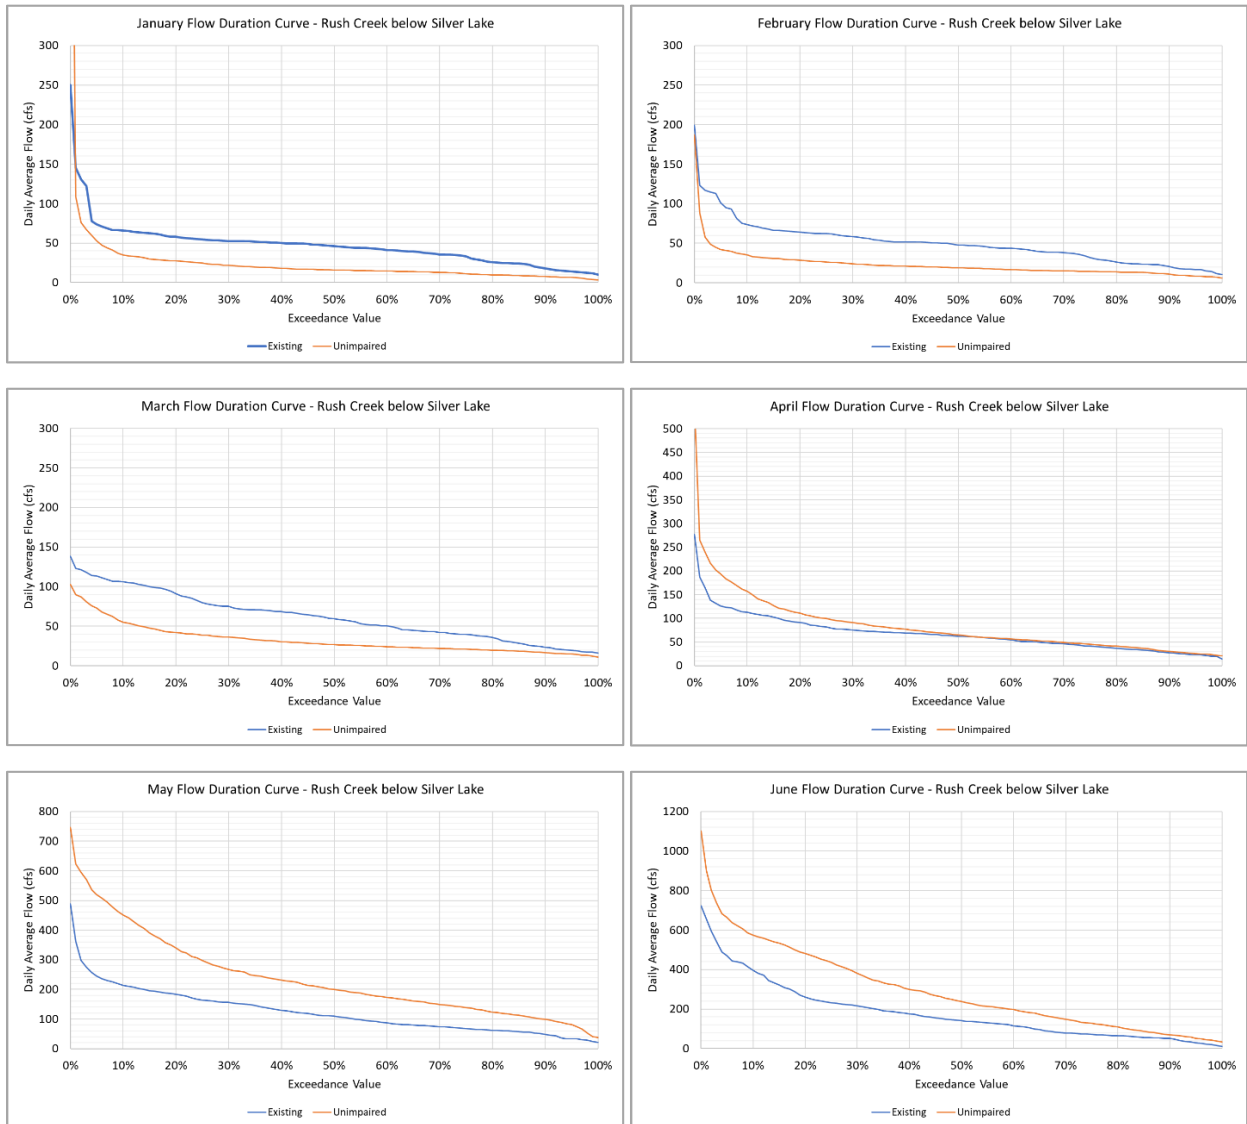 January Flow Duration Curve - Rush Creek below Silver Lake
300
250
200
150
100
50
0
Daily Average Flow (cfs)
0% 10% 20% 30% 40% 50% 60% 70% 80% 90% 100%
Exceedance Value
Existing Unimpaired
February Flow Duration Curve - Rush Creek below Silver Lake
300
250
200
150
100
50
0
Daily Average Flow (cfs)
0% 10% 20% 30% 40% 50% 60% 70% 80% 90% 100%
Exceedance Value
Existing Unimpaired
March Flow Duration Curve - Rush Creek below Silver Lake
300
250
200
150
100
50
0
Daily Average Flow (cfs)
0% 10% 20% 30% 40% 50% 60% 70% 80% 90% 100%
Exceedance Value
Existing Unimpaired
April Flow Duration Curve - Rush Creek below Silver Lake
500
450
400
350
300
250
200
150
100
50
0
Daily Average Flow (cfs)
0% 10% 20% 30% 40% 50% 60% 70% 80% 90% 100%
Exceedance Value
Existing Unimpaired
May Flow Duration Curve - Rush Creek below Silver Lake
800
700
600
500
400
300
200
100
0
Daily Average Flow (cfs)
0% 10% 20% 30% 40% 50% 60% 70% 80% 90% 100%
Exceedance Value
Existing Unimpaired
June Flow Duration Curve - Rush Creek below Silver Lake
1200
1000
800
600
400
200
0
Daily Average Flow (cfs)
0% 10% 20% 30% 40% 50% 60% 70% 80% 90% 100%
Exceedance Value
Existing Unimpaired